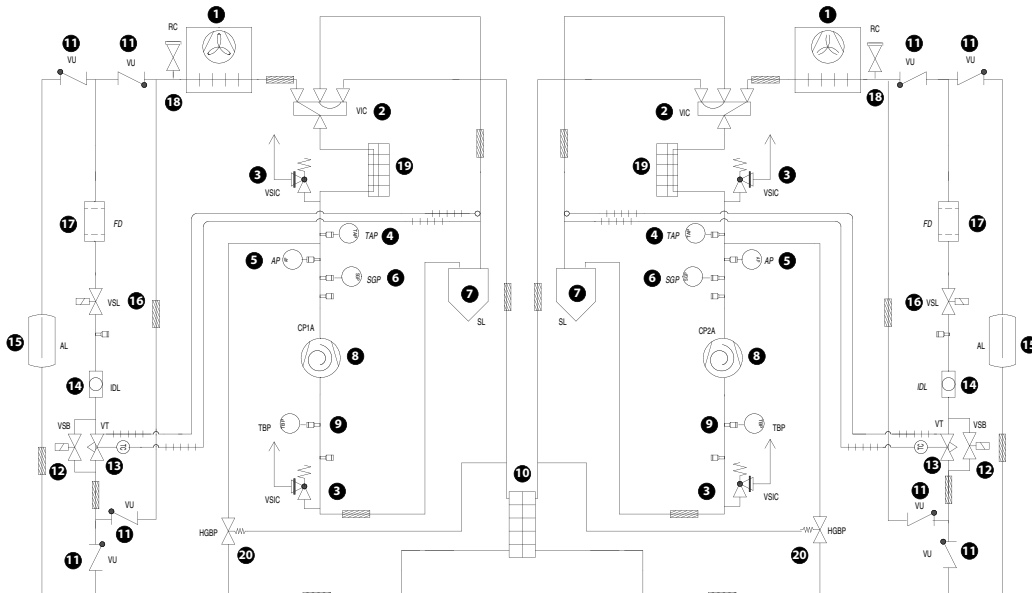 1 1
RC RC
11 11 11 11
VU VU VU VU
18 18
2 VIC VIC 2
19 19
3 3
VSIC VSIC
17 FD FD 17
4 TAP TAP 4
5 AP AP 5
6 SGP SGP 6
7 7
SL SL
16 VSL VSL 16
15 AL AL 15
CP1A CP2A
8 8
14 IDL IDL 14
TBP 9 9 TBP
VSB VT VT VSB
12 13 13 12
10
3 VSIC VSIC 3
VU 11 11 VU
HGBP HGBP
20 20
11 VU VU 11